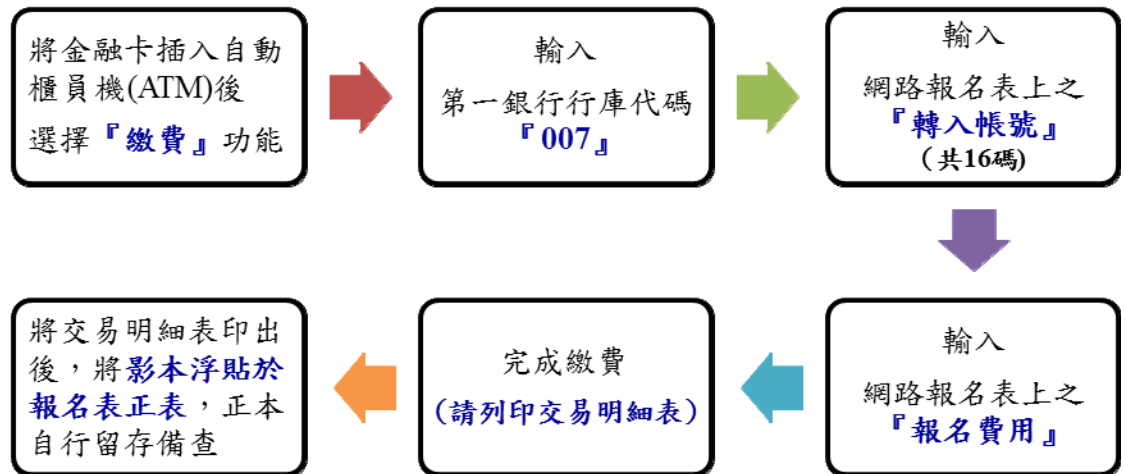 將金融卡插入自動
櫃員機(ATM)後
選擇『繳費』功能
輸入
第一銀行行庫代碼
『007』
輸入
網路報名表上之
『轉入帳號』
（共16碼)
輸入
網路報名表上之
『報名費用』
完成繳費
(請列印交易明細表)
將交易明細表印出
後，將影本浮貼於
報名表正表，正本
自行留存備查